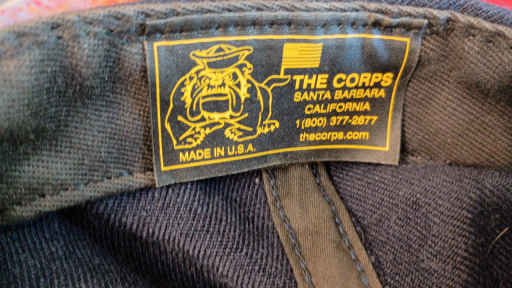 THE CORPS
SANTA BARBARA
CALIFORNIA
1(800) 377-2677
thecorps.com
MADE IN U.S.A.